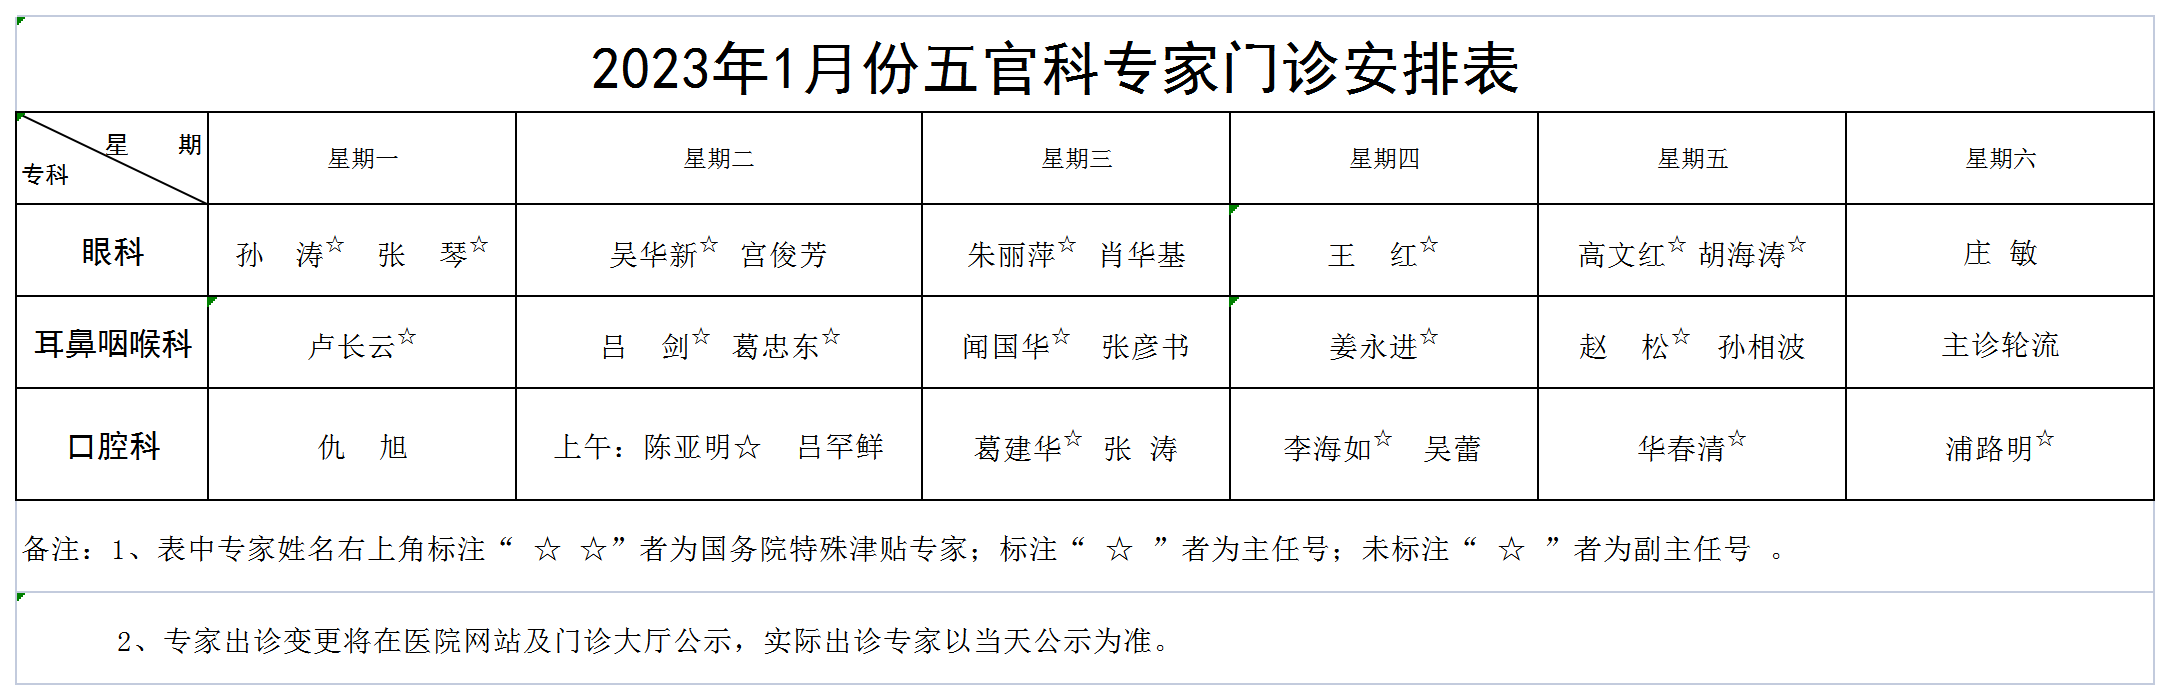 2023年1月份五官科专家门诊安排表
星 期 专科 星期一 星期二 星期三 星期四 星期五 星期六
眼科 孙 涛☆ 张 琴☆ 吴华新☆ 宫俊芳 朱丽萍☆ 肖华基 王 红☆ 高文红☆ 胡海涛☆ 庄 敏
耳鼻咽喉科 卢长云☆ 吕 剑☆ 葛忠东☆ 闻国华☆ 张彦书 姜永进☆ 赵 松☆ 孙相波 主诊轮流
口腔科 仇 旭 上午：陈亚明☆ 吕罕鲜 葛建华☆ 张 涛 李海如☆ 吴蕾 华春清☆ 浦路明☆
备注：1、表中专家姓名右上角标注“ ☆ ☆”者为国务院特殊津贴专家；标注“ ☆ ”者为主任号；未标注“ ☆ ”者为副主任号 。
2、专家出诊变更将在医院网站及门诊大厅公示，实际出诊专家以当天公示为准。